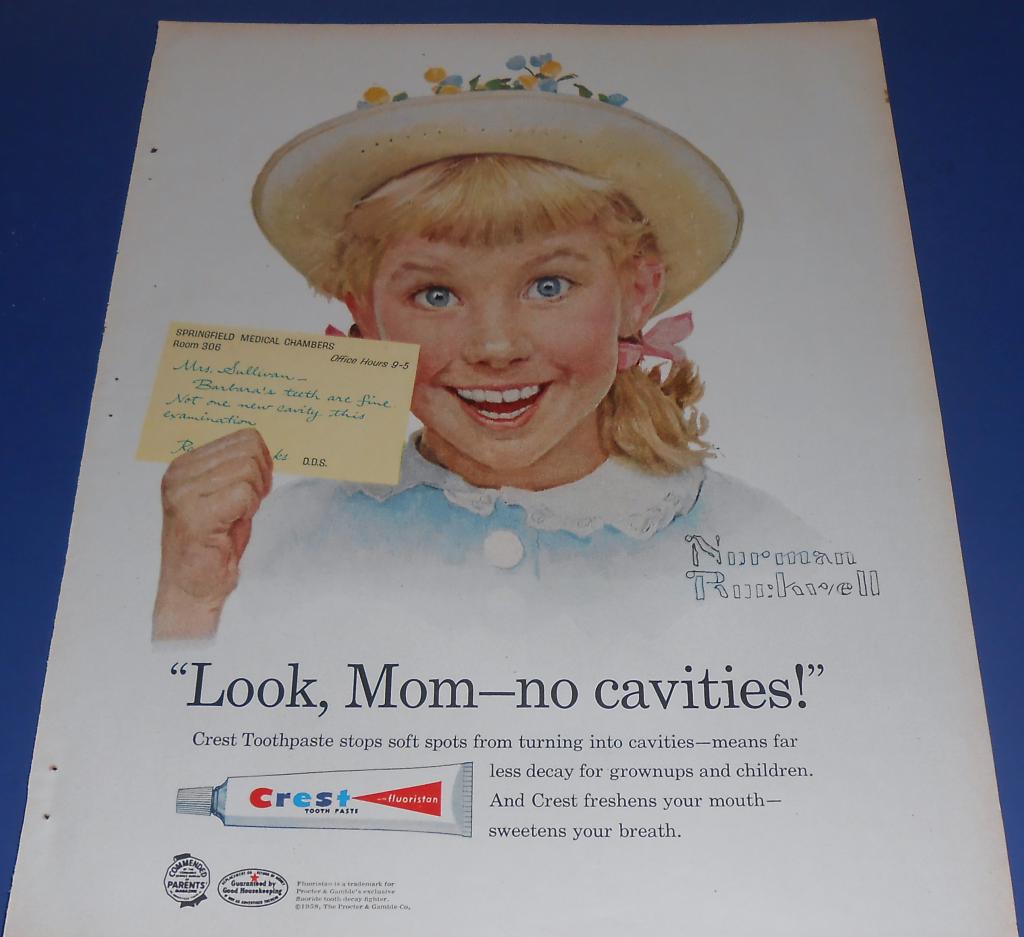 SPRINGFIELD MEDICAL CHAMBERS
Room 306
Office Hours 9-5
Mrs. Sullivan—
Barbara's teeth are fine.
Not one new cavity this
examination
ks D.D.S.
Norman
Rockwell
“Look, Mom—no cavities!”
Crest Toothpaste stops soft spots from turning into cavities—means far
less decay for grownups and children.
And Crest freshens your mouth—
sweetens your breath.
Crest fluoristan
TOOTH PASTE
COMMENDED
PARENTS'
MAGAZINE
Guaranteed by
Good Housekeeping
Fluoristan is a trademark for
Procter & Gamble's exclusive
fluoride tooth decay fighter.
©1958, The Procter & Gamble Co.